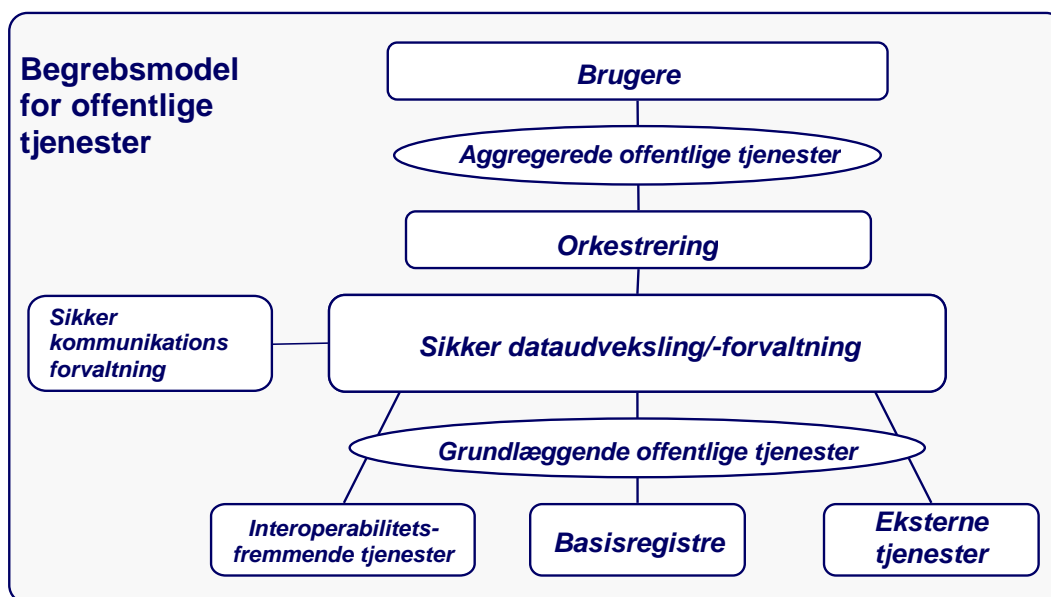 Begrebsmodel
for offentlige
tjenester
Brugere
Aggregerede offentlige tjenester
Orkestrering
Sikker
kommunikations
forvaltning
Sikker dataudveksling/-forvaltning
Grundlæggende offentlige tjenester
Interoperabilitets-
fremmende tjenester
Basisregistre
Eksterne
tjenester